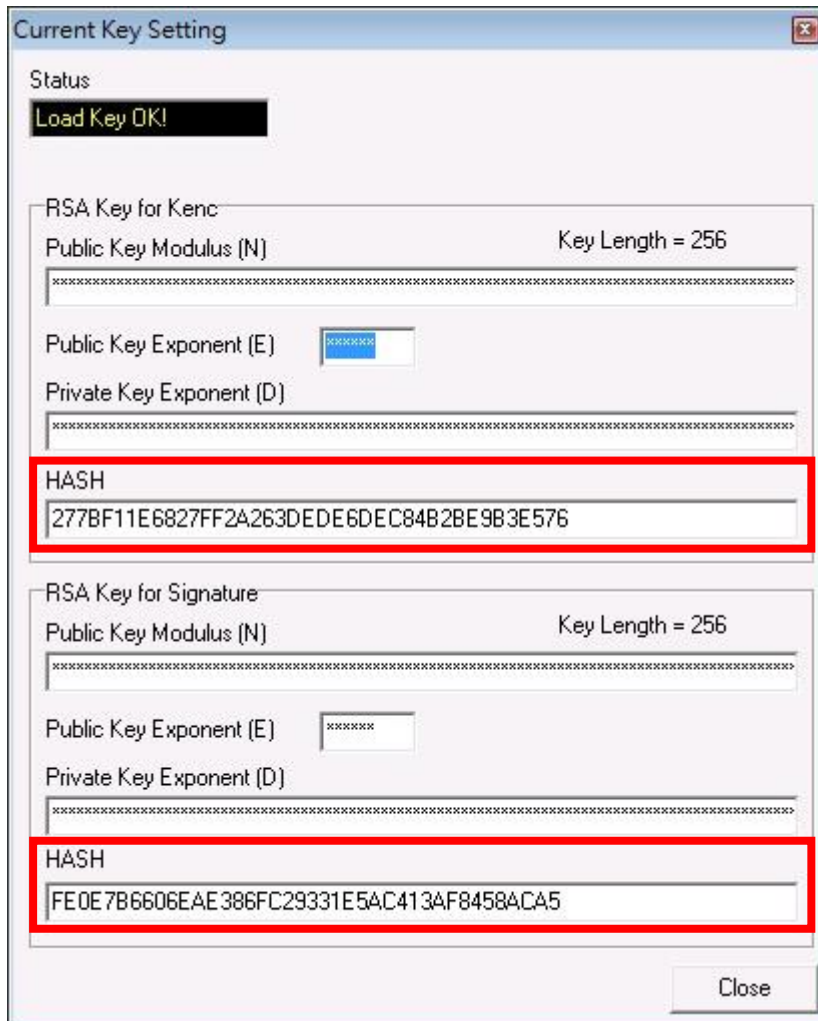 Current Key Setting
Status
Load Key OK!
RSA Key for Kenc
Public Key Modulus (N) Key Length = 256
Public Key Exponent (E) ******
Private Key Exponent (D)
HASH
277BF11E6827FF2A263DEDE6DEC84B2BE9B3E576
RSA Key for Signature
Public Key Modulus (N) Key Length = 256
Public Key Exponent (E) ******
Private Key Exponent (D)
HASH
FE0E7B6606EAE386FC29331E5AC413AF8458ACA5
Close